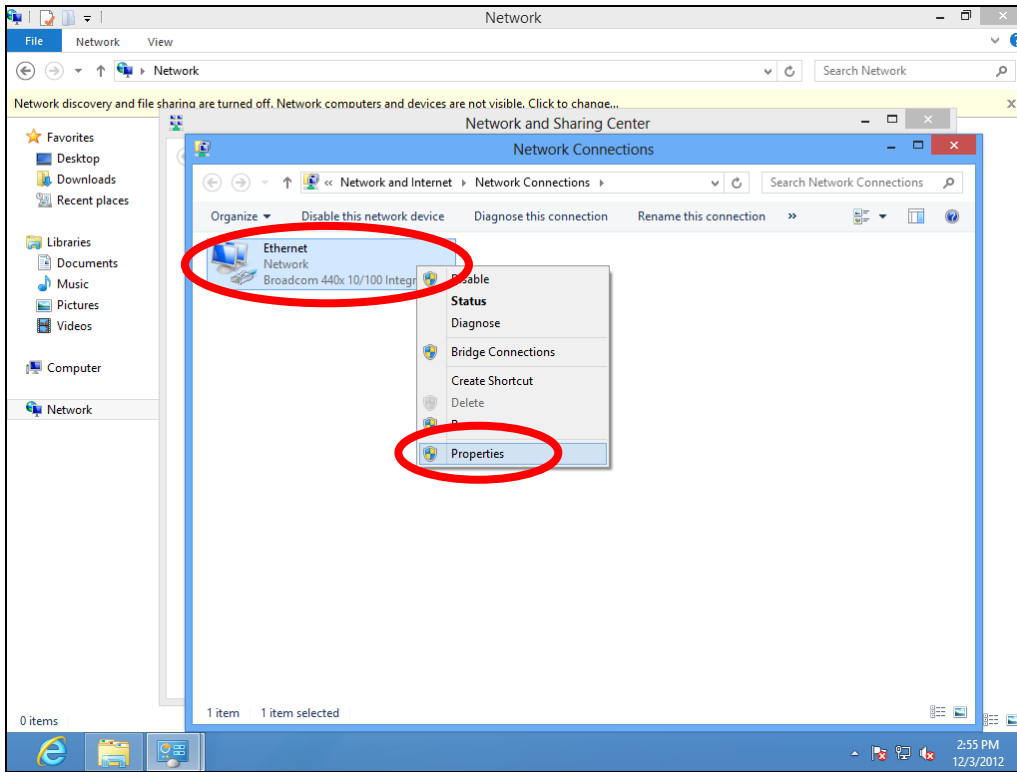 Network
File Network View
Network
Search Network
Network discovery and file sharing are turned off. Network computers and devices are not visible. Click to change...
Network and Sharing Center
Network Connections
« Network and Internet Network Connections
Search Network Connections
Organize Disable this network device Diagnose this connection Rename this connection »
Favorites
Desktop
Downloads
Recent places
Libraries
Documents
Music
Pictures
Videos
Computer
Network
Ethernet
Network
Broadcom 440x 10/100 Integr
Disable
Status
Diagnose
Bridge Connections
Create Shortcut
Delete
Properties
1 item 1 item selected
0 items
2:55 PM
12/3/2012